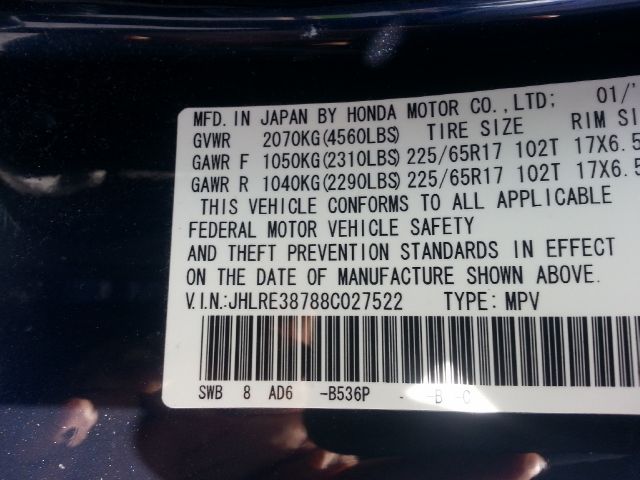 MFD. IN JAPAN BY HONDA MOTOR CO., LTD; 01/'
GVWR 2070KG(4560LBS) TIRE SIZE RIM SI
GAWR F 1050KG(2310LBS) 225/65R17 102T 17X6.5
GAWR R 1040KG(2290LBS) 225/65R17 102T 17X6.5
THIS VEHICLE CONFORMS TO ALL APPLICABLE
FEDERAL MOTOR VEHICLE SAFETY
AND THEFT PREVENTION STANDARDS IN EFFECT
ON THE DATE OF MANUFACTURE SHOWN ABOVE.
V.I.N.:JHLRE38788C027522 TYPE: MPV
SWB 8 AD6 -B536P - -B -C